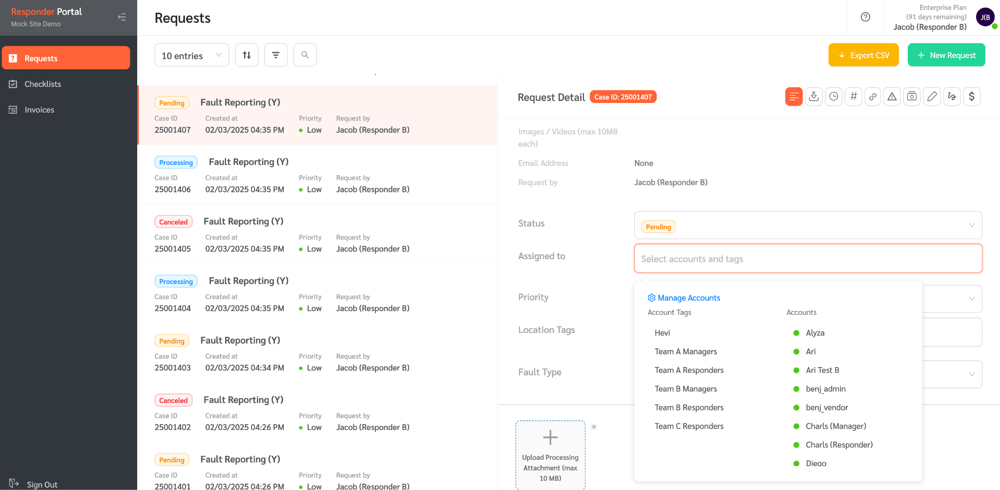 Responder Portal
Mock Site Demo
Requests
Checklists
Invoices
Sign Out
Requests
Enterprise Plan
(91 days remaining)
Jacob (Responder B)
J(B
10 entries
Export CSV
New Request
Pending Fault Reporting (Y)
Case ID Created at Priority Request by
25001407 02/03/2025 04:35 PM Low Jacob (Responder B)
Processing Fault Reporting (Y)
Case ID Created at Priority Request by
25001406 02/03/2025 04:35 PM Low Jacob (Responder B)
Canceled Fault Reporting (Y)
Case ID Created at Priority Request by
25001405 02/03/2025 04:35 PM Low Jacob (Responder B)
Processing Fault Reporting (Y)
Case ID Created at Priority Request by
25001404 02/03/2025 04:35 PM Low Jacob (Responder B)
Pending Fault Reporting (Y)
Case ID Created at Priority Request by
25001403 02/03/2025 04:34 PM Low Jacob (Responder B)
Canceled Fault Reporting (Y)
Case ID Created at Priority Request by
25001402 02/03/2025 04:26 PM Low Jacob (Responder B)
Pending Fault Reporting (Y)
Case ID Created at Priority Request by
25001401 02/03/2025 04:26 PM Low Jacob (Responder B)
Request Detail Case ID: 25001407
Images / Videos (max 10MB
each)
Email Address None
Request by Jacob (Responder B)
Status Pending
Assigned to Select accounts and tags
Priority
Location Tags
Fault Type
Manage Accounts
Account Tags
Hevi
Team A Managers
Team A Responders
Team B Managers
Team B Responders
Team C Responders
Accounts
Alyza
Ari
Ari Test B
benj_admin
benj_vendor
Charls (Manager)
Charls (Responder)
Diego
Upload Processing
Attachment (max
10 MB)